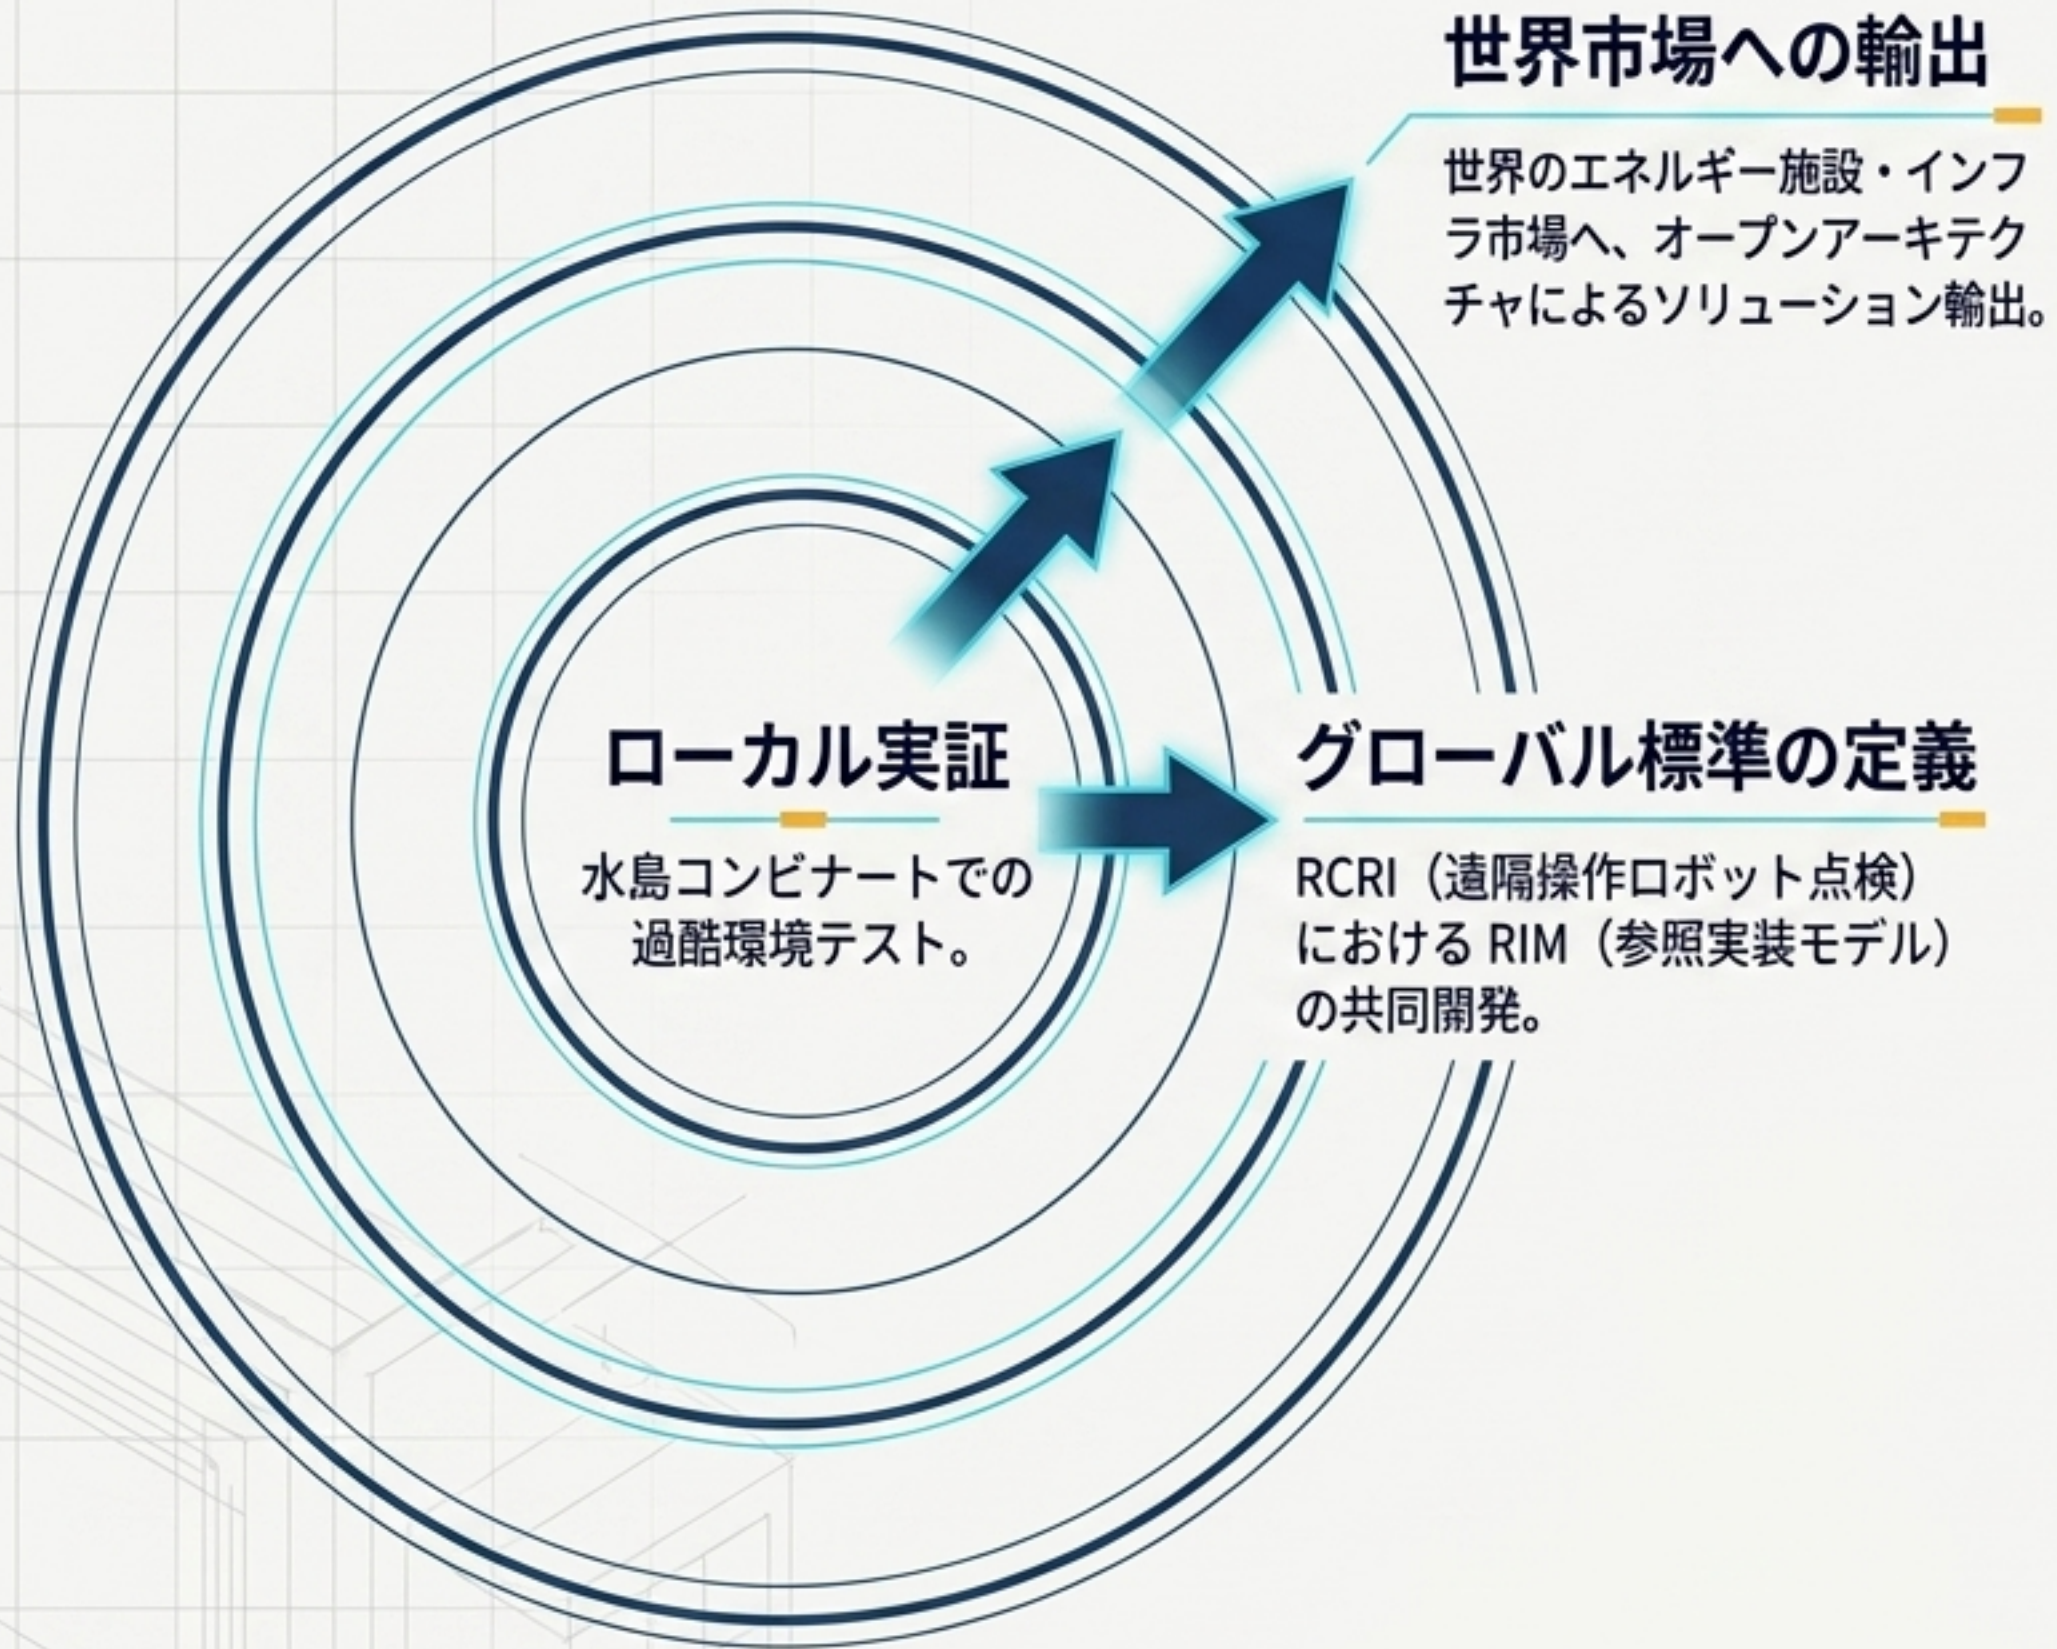 世界市場への輸出
世界のエネルギー施設・インフ
ラ市場へ、オープンアーキテク
チャによるソリューション輸出。
ローカル実証
水島コンビナートでの
過酷環境テスト。
グローバル標準の定義
RCRI（遠隔操作ロボット点検）
における RIM（参照実装モデル）
の共同開発。